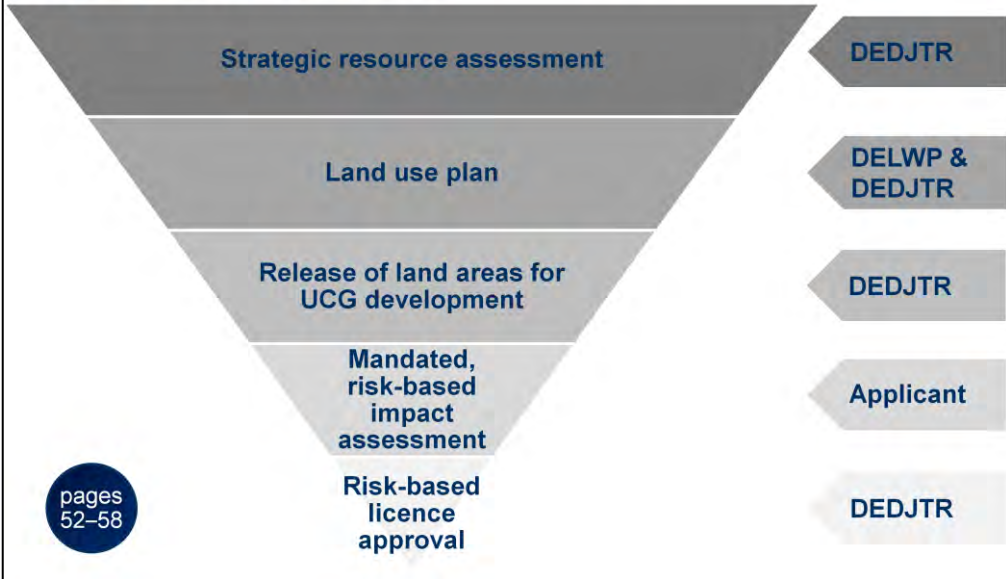 Strategic resource assessment
DEDJTR
Land use plan
DELWP &
DEDJTR
Release of land areas for
UCG development
DEDJTR
Mandated,
risk-based
impact
assessment
Applicant
Risk-based
licence
approval
DEDJTR
pages
52–58